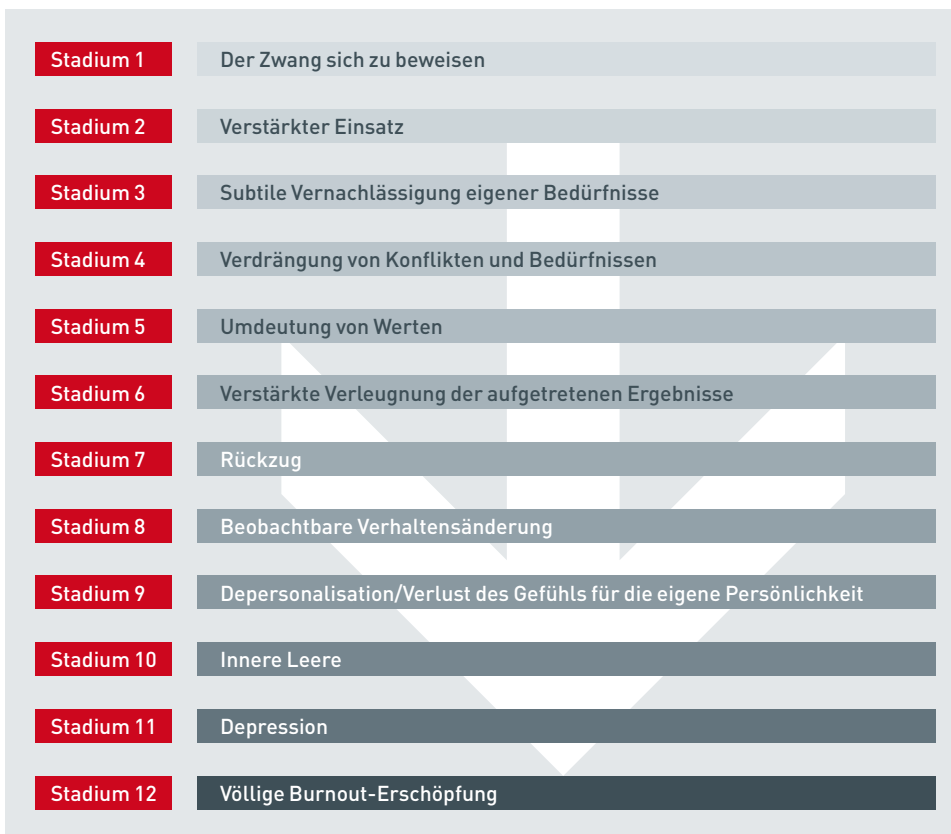 Stadium 1 Der Zwang sich zu beweisen
Stadium 2 Verstärkter Einsatz
Stadium 3 Subtile Vernachlässigung eigener Bedürfnisse
Stadium 4 Verdrängung von Konflikten und Bedürfnissen
Stadium 5 Umdeutung von Werten
Stadium 6 Verstärkte Verleugnung der aufgetretenen Ergebnisse
Stadium 7 Rückzug
Stadium 8 Beobachtbare Verhaltensänderung
Stadium 9 Depersonalisation/Verlust des Gefühls für die eigene Persönlichkeit
Stadium 10 Innere Leere
Stadium 11 Depression
Stadium 12 Völlige Burnout-Erschöpfung